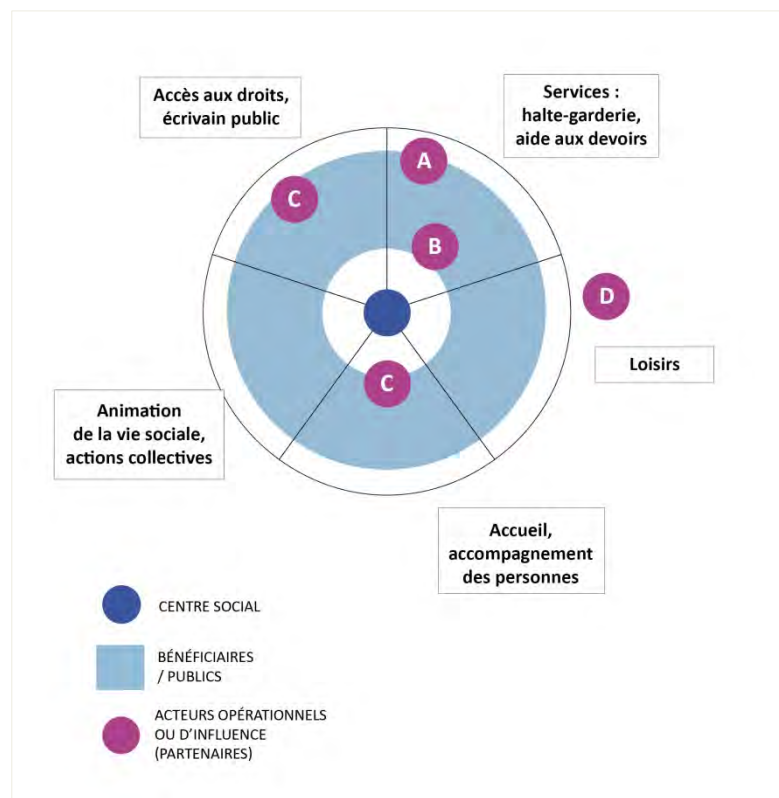 Accès aux droits,
écrivain public
Services :
halte-garderie,
aide aux devoirs
A
C
B
D
Loisirs
C
Animation
de la vie sociale,
actions collectives
Accueil,
accompagnement
des personnes
CENTRE SOCIAL
BÉNÉFICIAIRES
/ PUBLICS
ACTEURS OPÉRATIONNELS
OU D'INFLUENCE
(PARTENAIRES)